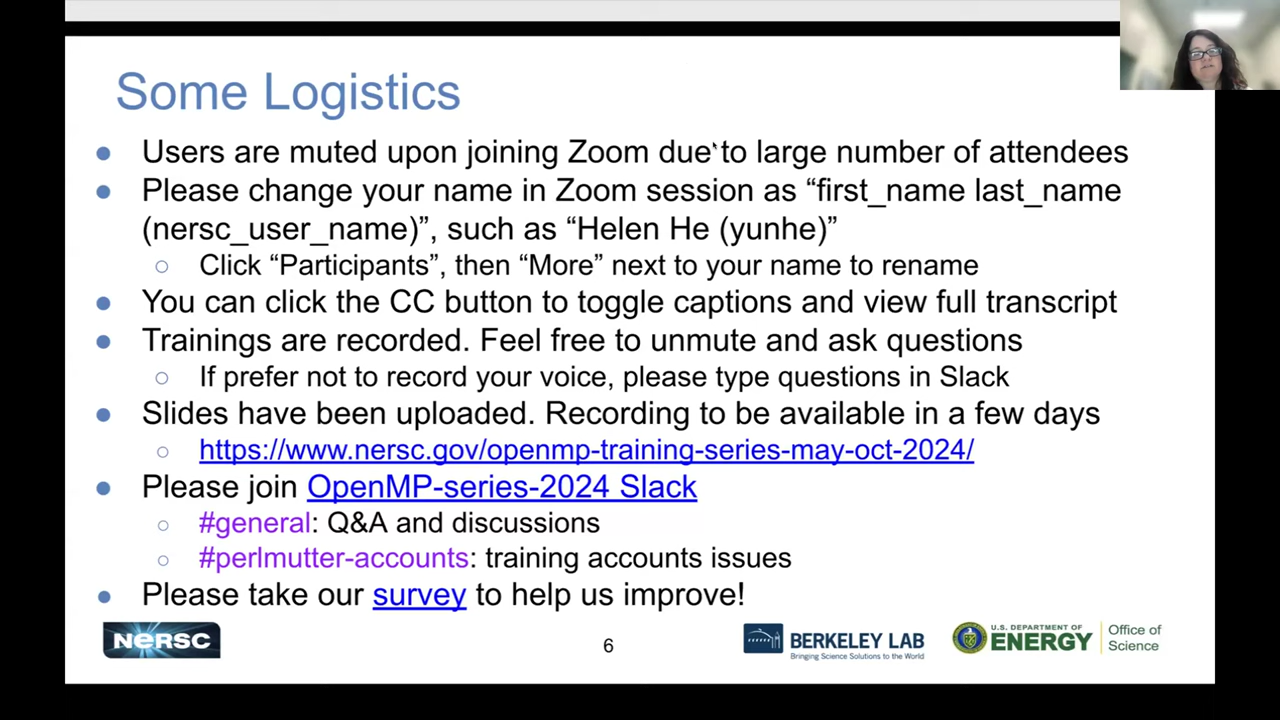 Some Logistics
● Users are muted upon joining Zoom due to large number of attendees
● Please change your name in Zoom session as “first_name last_name
(nersc_user_name)”, such as “Helen He (yunhe)”
○ Click “Participants”, then “More” next to your name to rename
● You can click the CC button to toggle captions and view full transcript
● Trainings are recorded. Feel free to unmute and ask questions
○ If prefer not to record your voice, please type questions in Slack
● Slides have been uploaded. Recording to be available in a few days
○ https://www.nersc.gov/openmp-training-series-may-oct-2024/
● Please join OpenMP-series-2024 Slack
○ #general: Q&A and discussions
○ #perlmutter-accounts: training accounts issues
● Please take our survey to help us improve!
NERSC
6
BERKELEY LAB
Bringing Science Solutions to the World
U.S. DEPARTMENT OF
ENERGY
Office of
Science